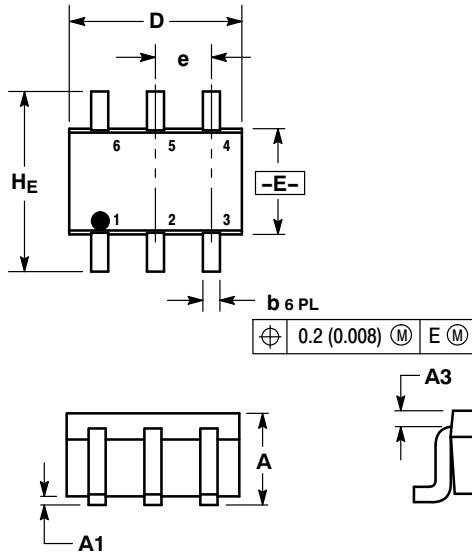 D
e
6 5 4
HE
–E–
1 2 3
b 6 PL
⌖ 0.2 (0.008) Ⓜ E Ⓜ
A3
A
A1